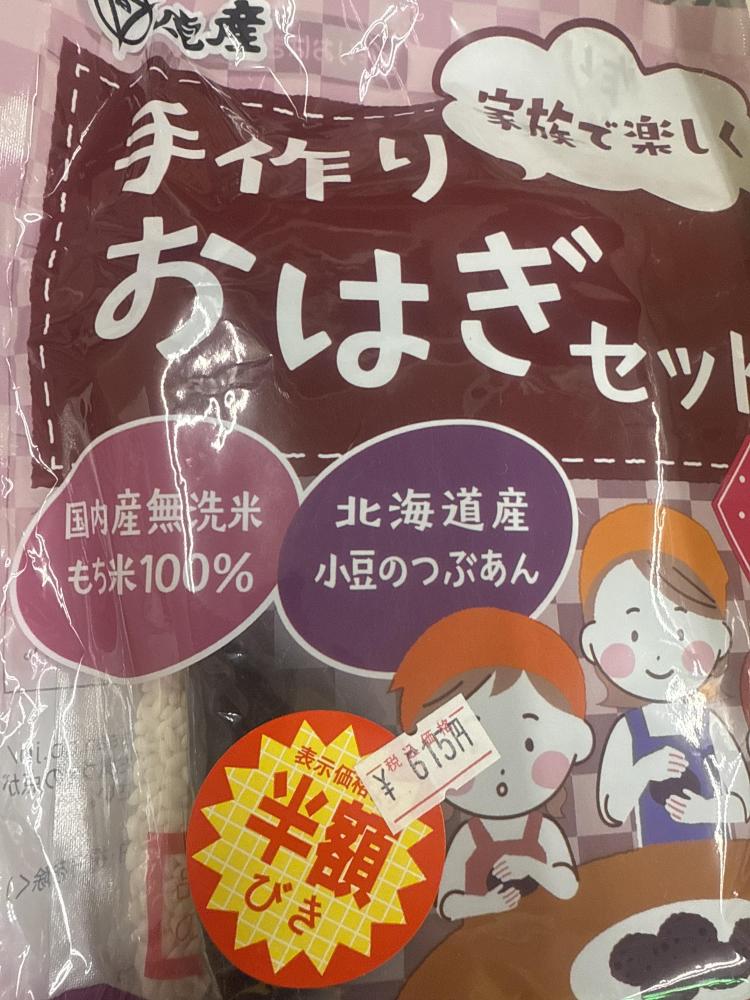 家族で楽しく
手作り
おはぎ
セット
国内産無洗米
もち米100%
北海道産
小豆のつぶあん
税込価格
¥615円
表示価格
半額
びき